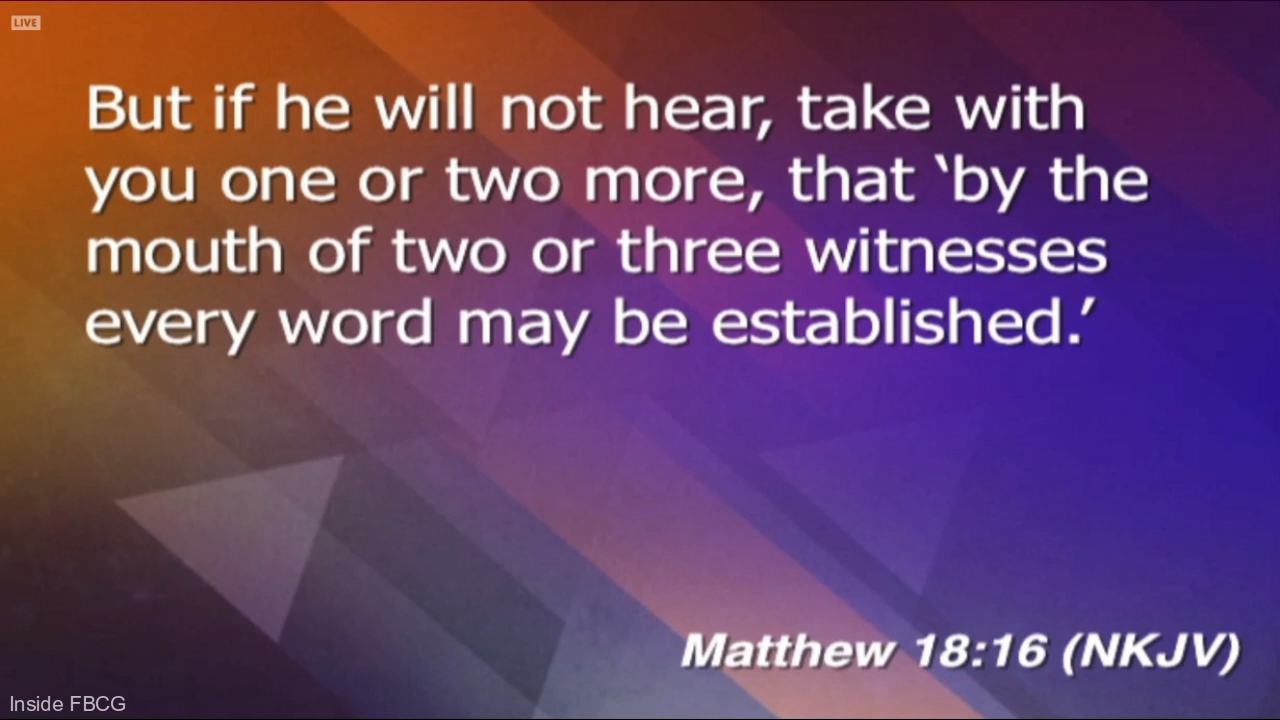 LIVE
But if he will not hear, take with
you one or two more, that ‘by the
mouth of two or three witnesses
every word may be established.’
Matthew 18:16 (NKJV)
Inside FBCG